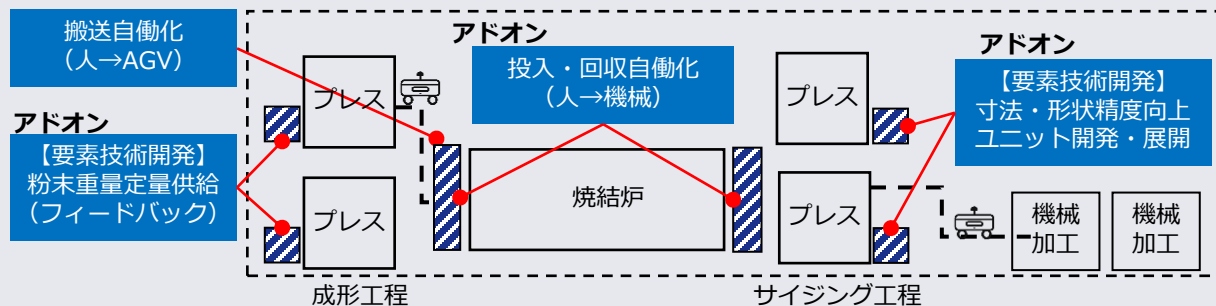 搬送自働化
（人→AGV）
アドオン
【要素技術開発】
粉末重量定量供給
（フィードバック）
プレス
プレス
成形工程
アドオン
投入・回収自働化
（人→機械）
焼結炉
プレス
プレス
サイジング工程
アドオン
【要素技術開発】
寸法・形状精度向上
ユニット開発・展開
機械
加工
機械
加工